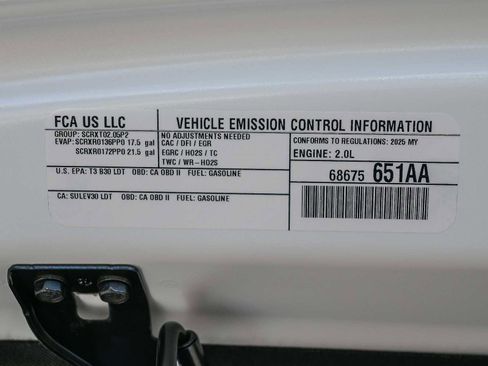 FCA US LLC
VEHICLE EMISSION CONTROL INFORMATION
GROUP: SCRXT02.05P2
EVAP: SCRXR0136PP0 17.5 gal
SCRXR0172PP0 21.5 gal
NO ADJUSTMENTS NEEDED
CAC / DFI / EGR
EGRC / HO2S / TC
TWC / WR-HO2S
CONFORMS TO REGULATIONS: 2025 MY
ENGINE: 2.0L
U.S. EPA: T3 B30 LDT OBD: CA OBD II FUEL: GASOLINE
CA: SULEV30 LDT OBD: CA OBD II FUEL: GASOLINE
68675 651AA